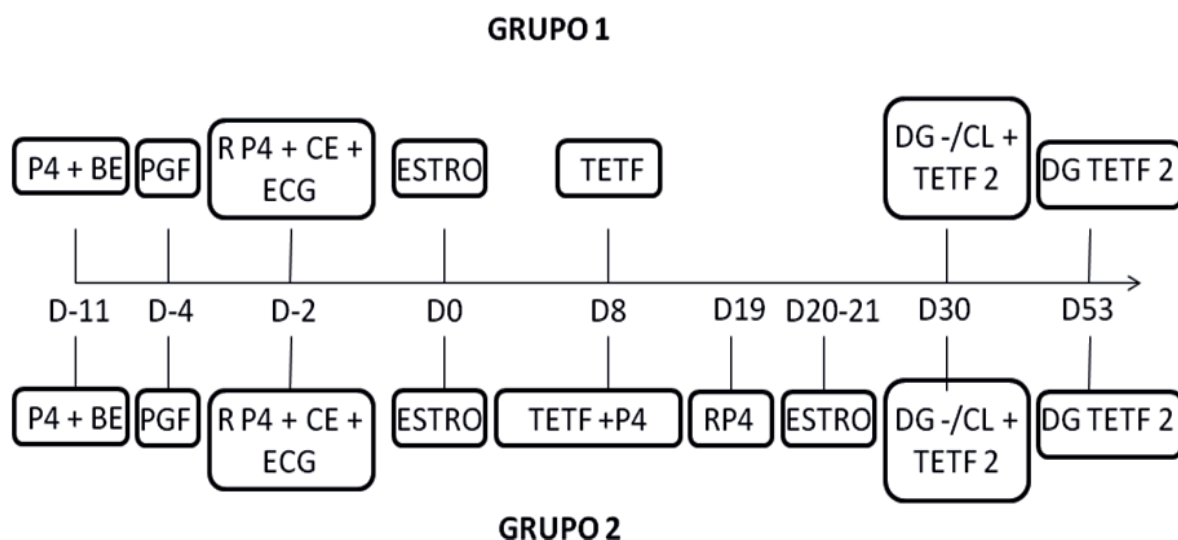 GRUPO 1
P4 + BE
PGF
R P4 + CE +
ECG
ESTRO
TETF
DG -/CL +
TETF 2
DG TETF 2
D-11 D-4 D-2 D0 D8 D19 D20-21 D30 D53
P4 + BE
PGF
R P4 + CE +
ECG
ESTRO
TETF +P4
RP4
ESTRO
DG -/CL +
TETF 2
DG TETF 2
GRUPO 2